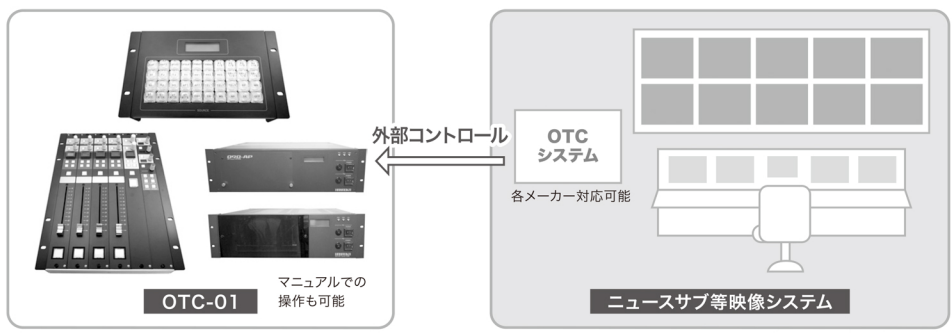 外部コントロール
OTC
システム
各メーカー対応可能
マニュアルでの
操作も可能
OTC-01
ニュースサブ等映像システム